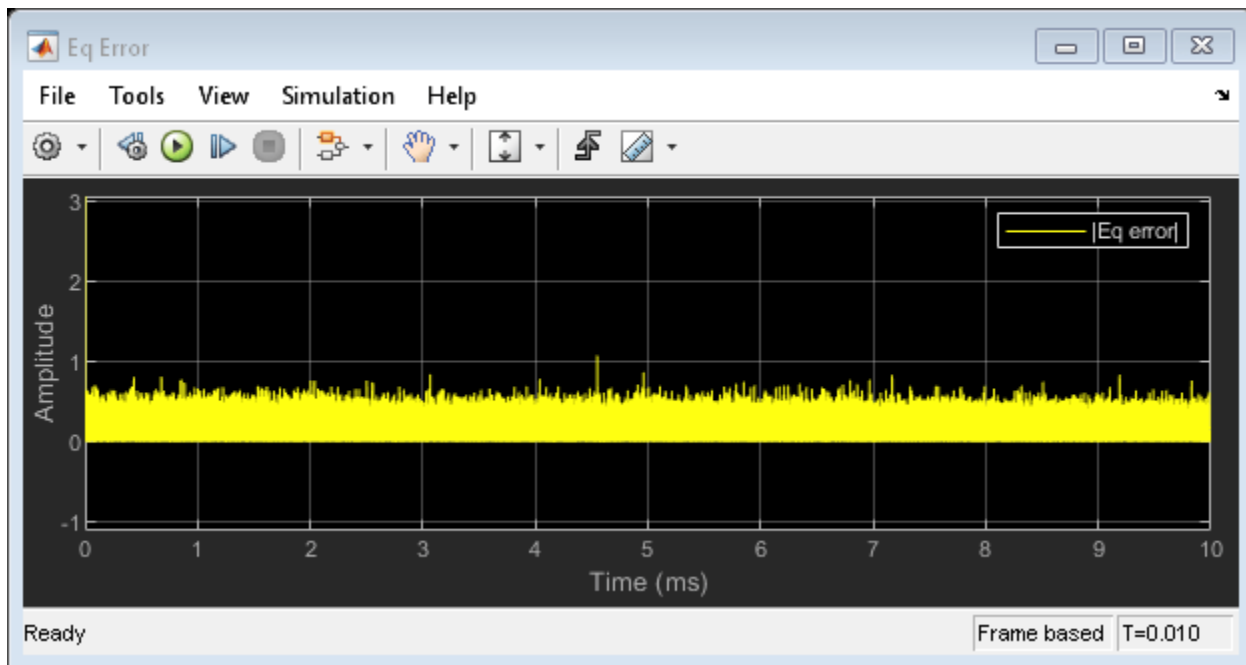 Eq Error
File Tools View Simulation Help
3
2
1
0
-1
Amplitude
|Eq error|
0 1 2 3 4 5 6 7 8 9 10
Time (ms)
Ready
Frame based T=0.010